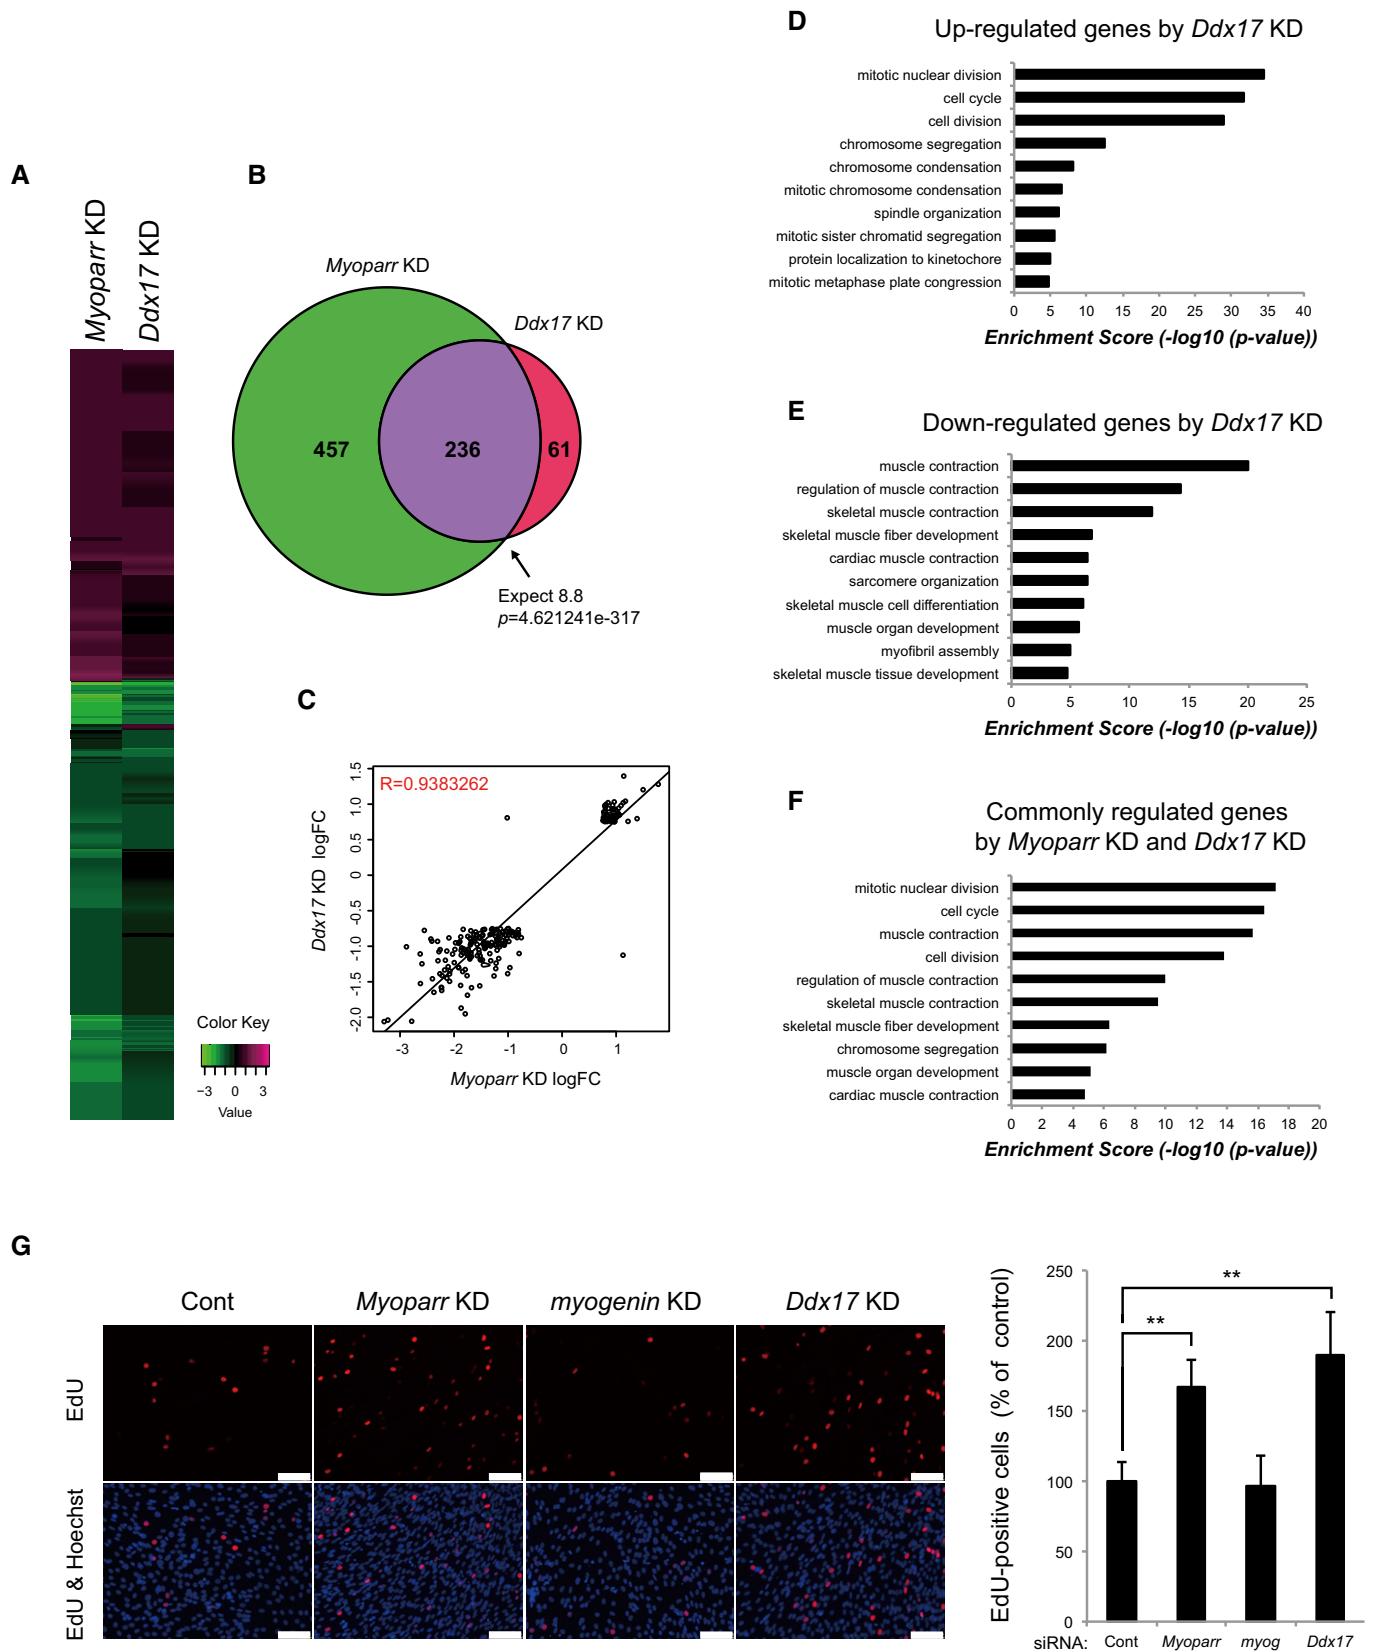 A
Myoparr KD
Ddx17 KD
Color Key
−3 0 3
Value
B
Myoparr KD
Ddx17 KD
457
236
61
Expect 8.8
p=4.621241e-317
C
R=0.9383262
Ddx17 KD logFC
1.5
1.0
0.5
0
-0.5
-1.0
-1.5
-2.0
-3 -2 -1 0 1
Myoparr KD logFC
D
Up-regulated genes by Ddx17 KD
mitotic nuclear division
cell cycle
cell division
chromosome segregation
chromosome condensation
mitotic chromosome condensation
spindle organization
mitotic sister chromatid segregation
protein localization to kinetochore
mitotic metaphase plate congression
0 5 10 15 20 25 30 35 40
Enrichment Score (-log10 (p-value))
E
Down-regulated genes by Ddx17 KD
muscle contraction
regulation of muscle contraction
skeletal muscle contraction
skeletal muscle fiber development
cardiac muscle contraction
sarcomere organization
skeletal muscle cell differentiation
muscle organ development
myofibril assembly
skeletal muscle tissue development
0 5 10 15 20 25
Enrichment Score (-log10 (p-value))
F
Commonly regulated genes
by Myoparr KD and Ddx17 KD
mitotic nuclear division
cell cycle
muscle contraction
cell division
regulation of muscle contraction
skeletal muscle contraction
skeletal muscle fiber development
chromosome segregation
muscle organ development
cardiac muscle contraction
0 2 4 6 8 10 12 14 16 18 20
Enrichment Score (-log10 (p-value))
G
Cont
Myoparr KD
myogenin KD
Ddx17 KD
EdU
EdU & Hoechst
EdU-positive cells (% of control)
250
200
150
100
50
0
**
**
siRNA: Cont Myoparr myog Ddx17